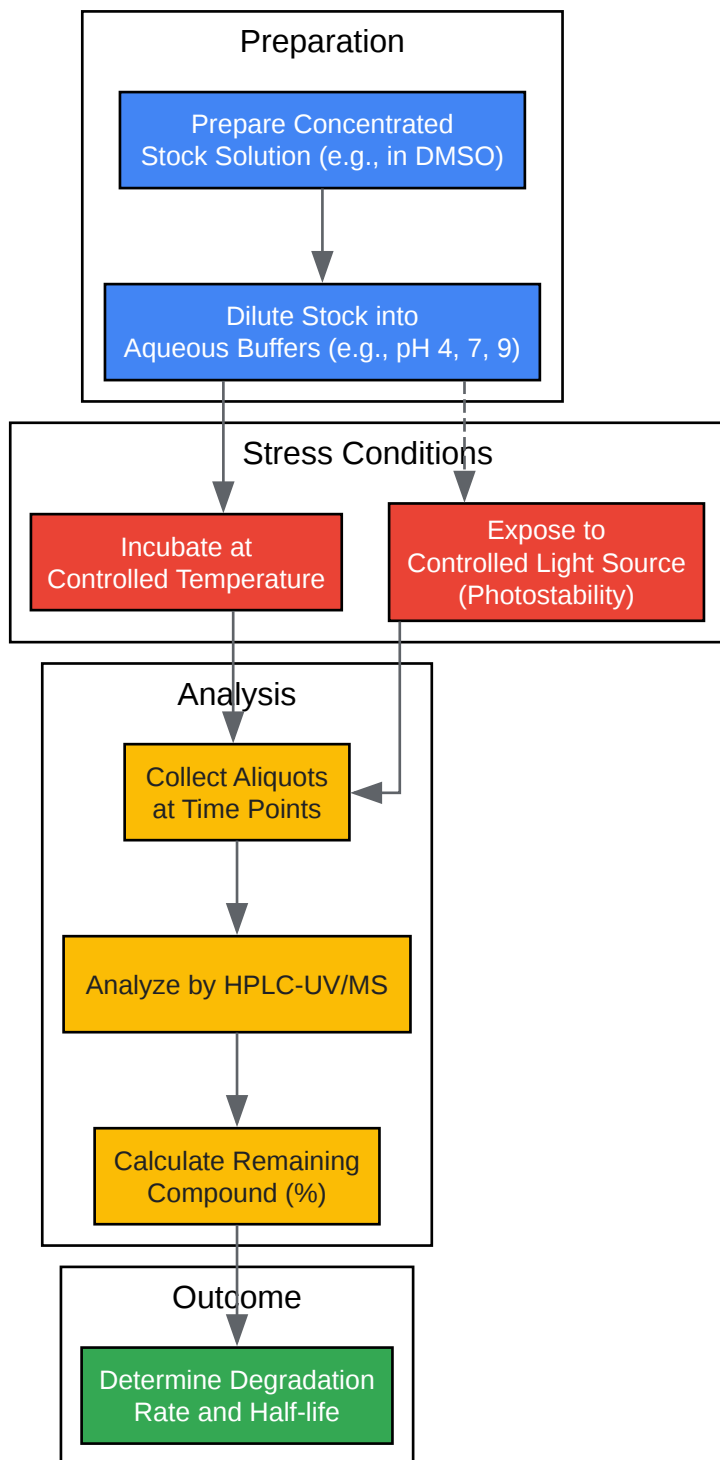 Preparation
Prepare Concentrated
Stock Solution (e.g., in DMSO)
Dilute Stock into
Aqueous Buffers (e.g., pH 4, 7, 9)
Stress Conditions
Incubate at
Controlled Temperature
Expose to
Controlled Light Source
(Photostability)
Analysis
Collect Aliquots
at Time Points
Analyze by HPLC-UV/MS
Calculate Remaining
Compound (%)
Outcome
Determine Degradation
Rate and Half-life